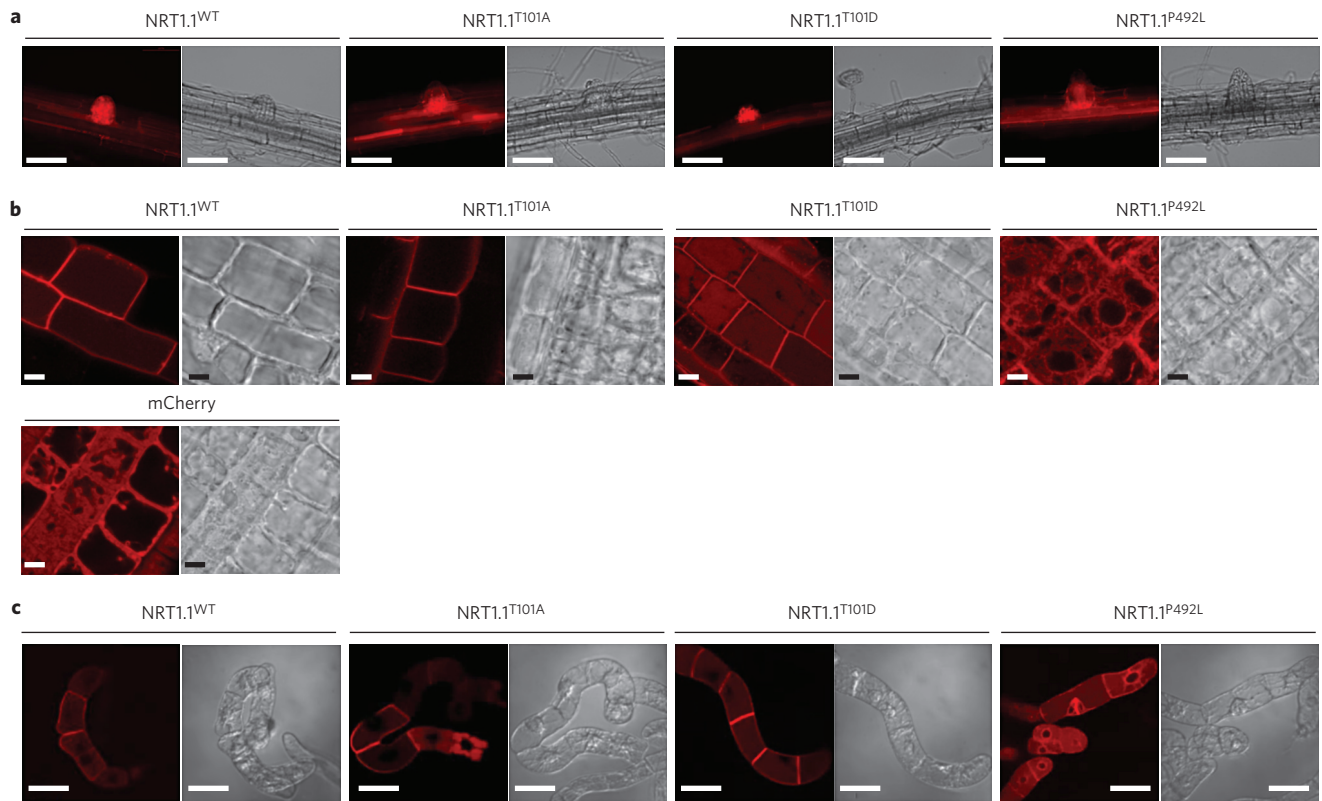 a NRT1.1WT NRT1.1T101A NRT1.1T101D NRT1.1P492L
b NRT1.1WT NRT1.1T101A NRT1.1T101D NRT1.1P492L
mCherry
c NRT1.1WT NRT1.1T101A NRT1.1T101D NRT1.1P492L